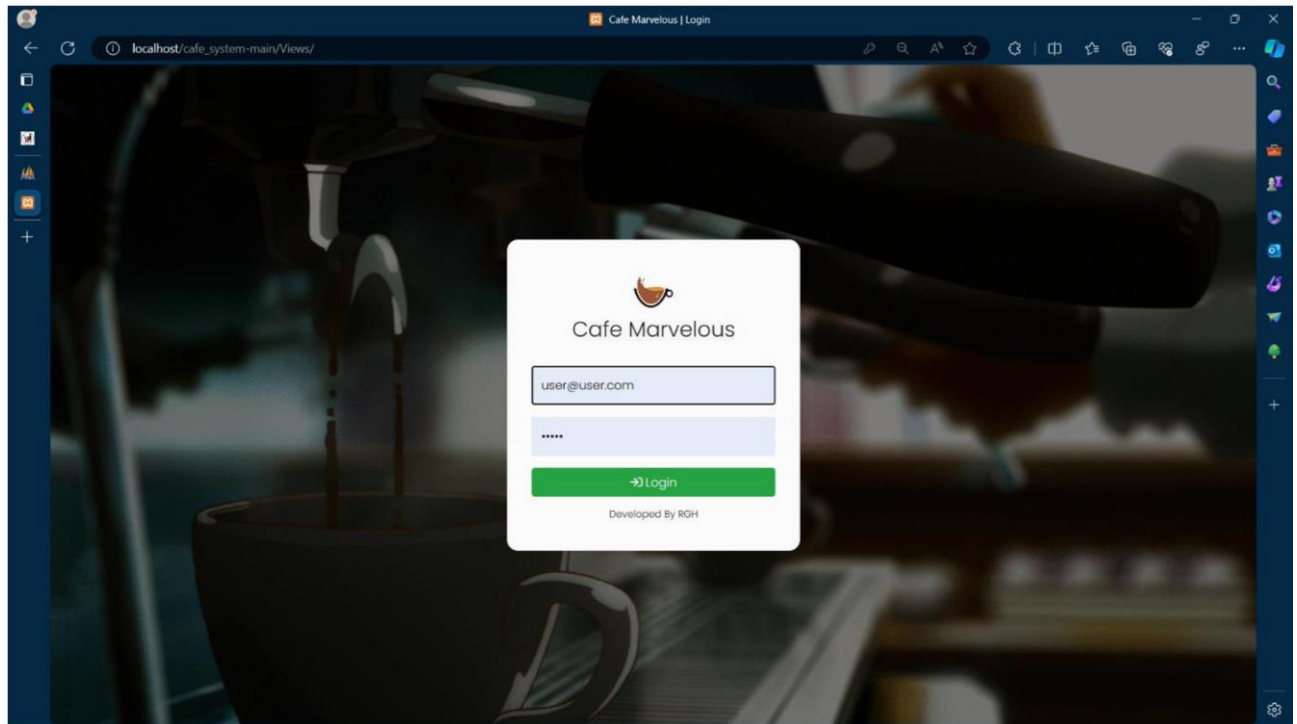 Cafe Marvelous | Login
localhost/cafe_system-main/Views/
Cafe Marvelous
user@user.com
•••••
Login
Developed By RGH